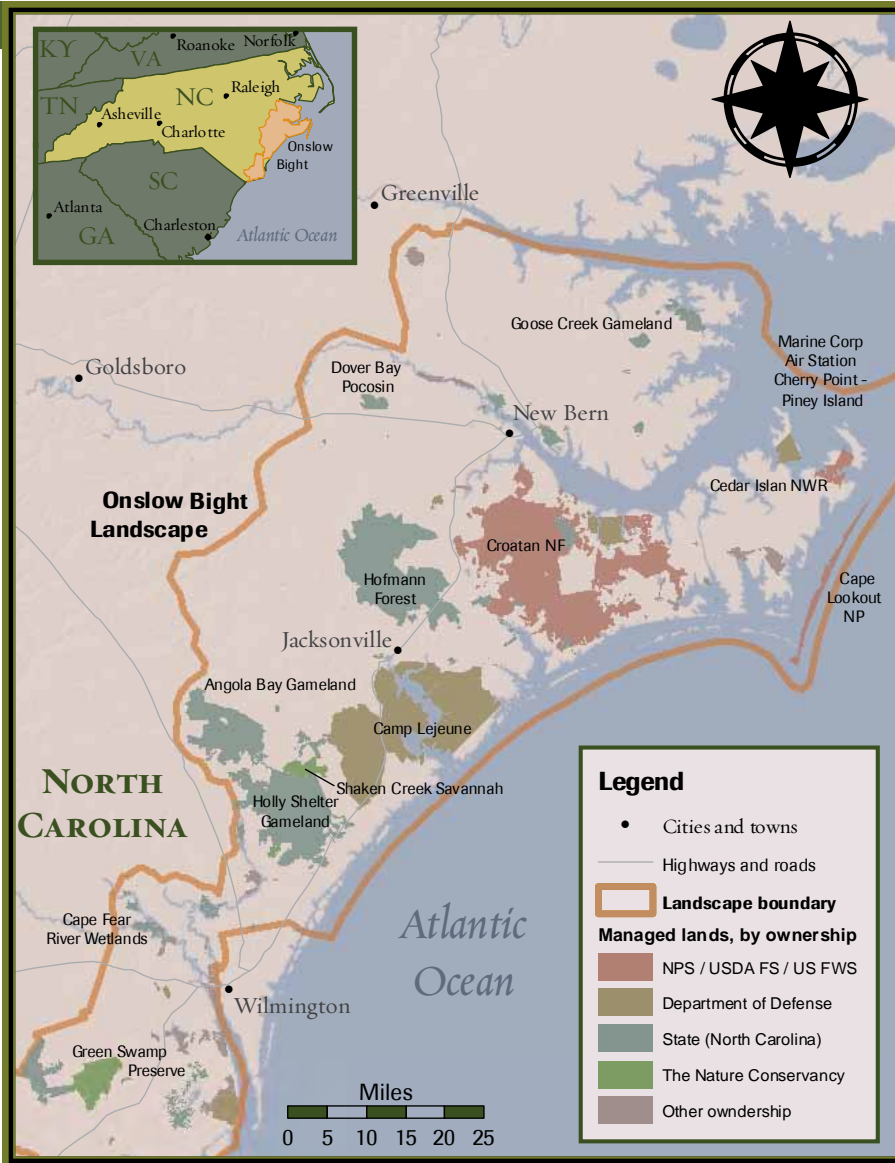 KY
VA
Roanoke
Norfolk
TN
NC
Raleigh
Asheville
Charlotte
Onslow
Bight
SC
Atlanta
GA
Charleston
Atlantic Ocean
Greenville
Goose Creek Gameland
Marine Corp
Air Station
Cherry Point -
Piney Island
Goldsboro
Dover Bay
Pocosin
New Bern
Cedar Islan NWR
Onslow Bight
Landscape
Croatan NF
Hofmann
Forest
Cape
Lookout
NP
Jacksonville
Angola Bay Gameland
Camp Lejeune
Shaken Creek Savannah
Holly Shelter
Gameland
NORTH
CAROLINA
Cape Fear
River Wetlands
Atlantic
Ocean
Wilmington
Green Swamp
Preserve
Miles
0 5 10 15 20 25
Legend
Cities and towns
Highways and roads
Landscape boundary
Managed lands, by ownership
NPS / USDA FS / US FWS
Department of Defense
State (North Carolina)
The Nature Conservancy
Other owndership